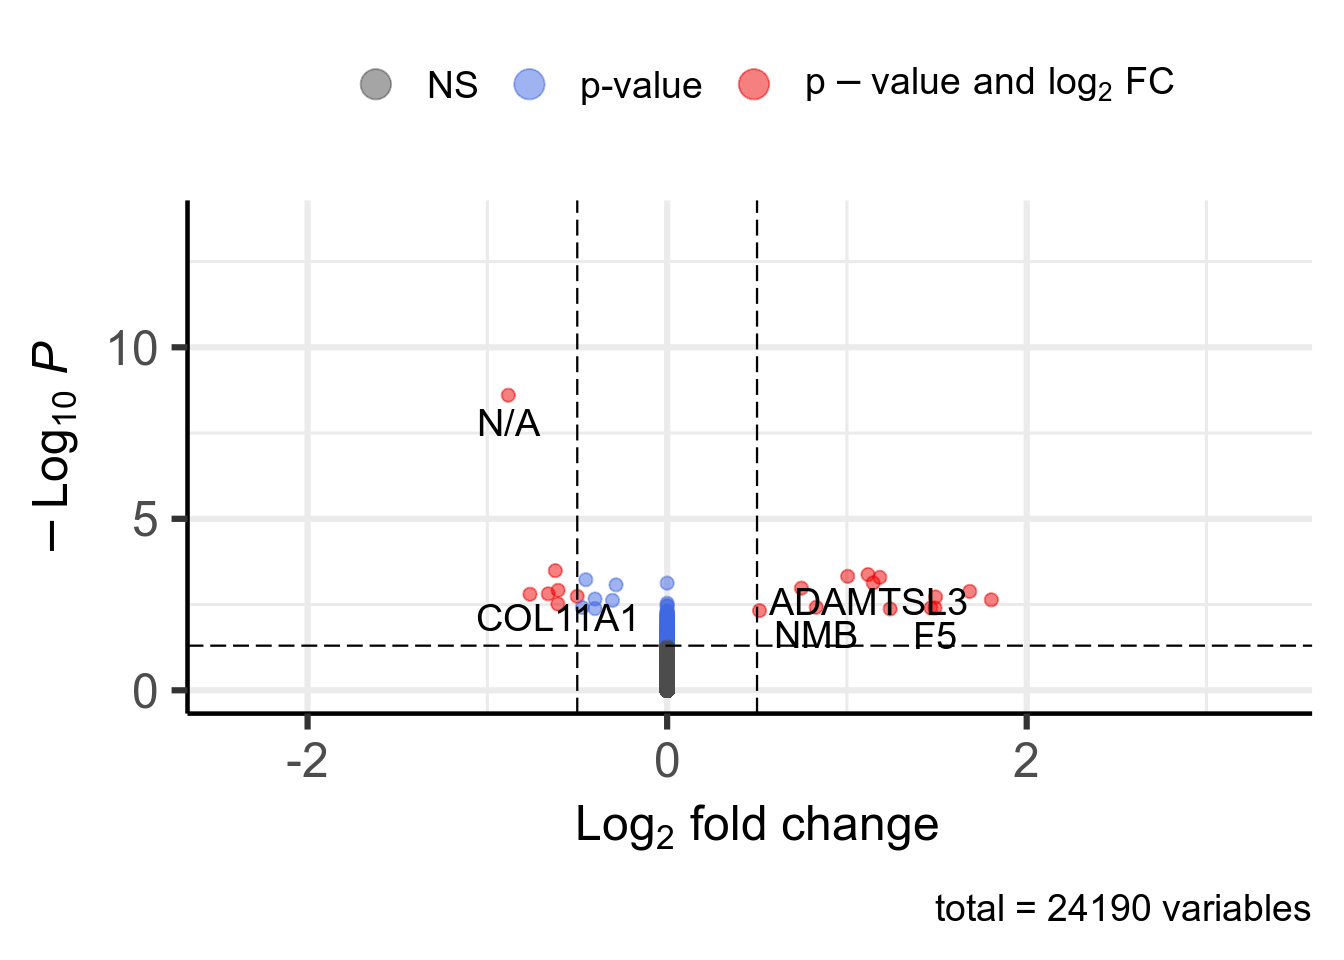 NS p-value p – value and log₂ FC
– Log₁₀ P
10
5
0
N/A
COL11A1
ADAMTSL3
NMB
F5
-2 0 2
Log₂ fold change
total = 24190 variables